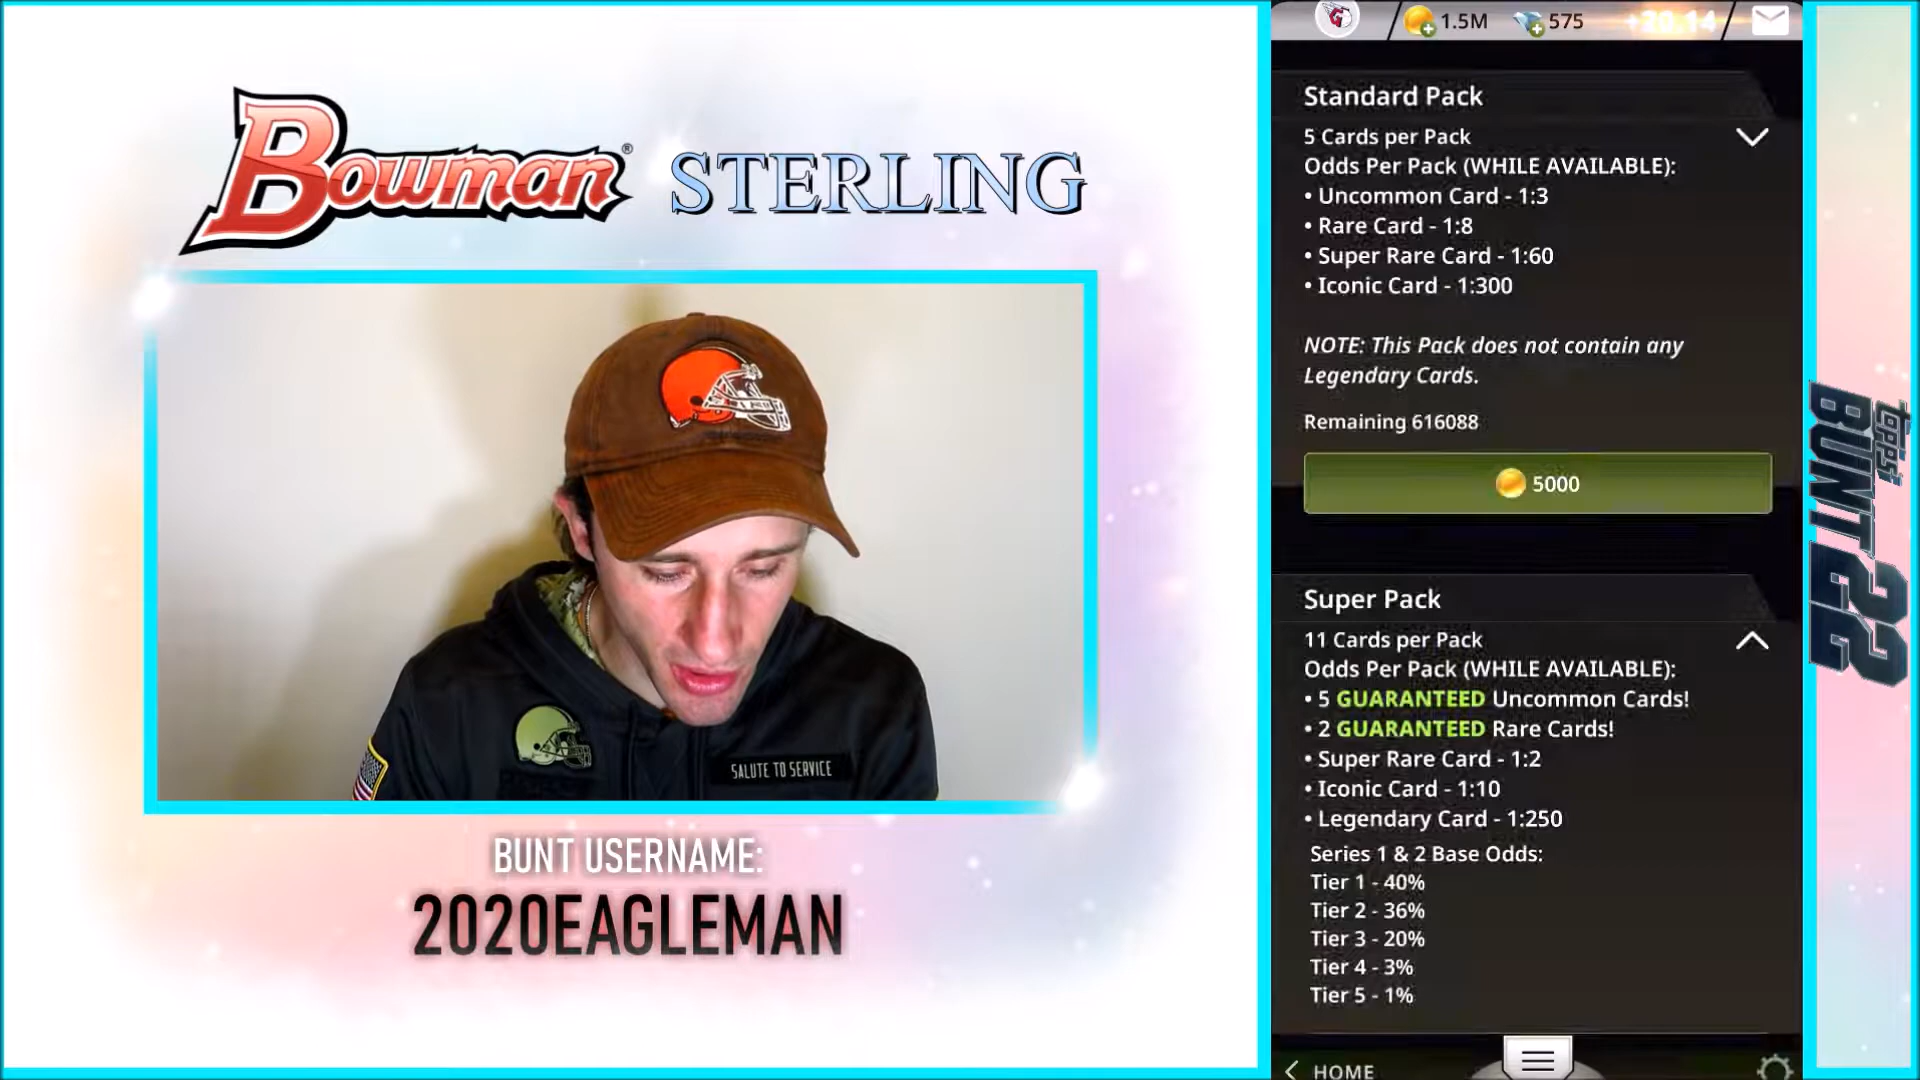 Bowman®
STERLING
SALUTE TO SERVICE
BUNT USERNAME:
2020EAGLEMAN
1.5M
575
+20.14
Standard Pack
5 Cards per Pack
Odds Per Pack (WHILE AVAILABLE):
• Uncommon Card - 1:3
• Rare Card - 1:8
• Super Rare Card - 1:60
• Iconic Card - 1:300
NOTE: This Pack does not contain any
Legendary Cards.
Remaining 616088
5000
Super Pack
11 Cards per Pack
Odds Per Pack (WHILE AVAILABLE):
• 5 GUARANTEED Uncommon Cards!
• 2 GUARANTEED Rare Cards!
• Super Rare Card - 1:2
• Iconic Card - 1:10
• Legendary Card - 1:250
Series 1 & 2 Base Odds:
Tier 1 - 40%
Tier 2 - 36%
Tier 3 - 20%
Tier 4 - 3%
Tier 5 - 1%
HOME
topps
BUNT 22